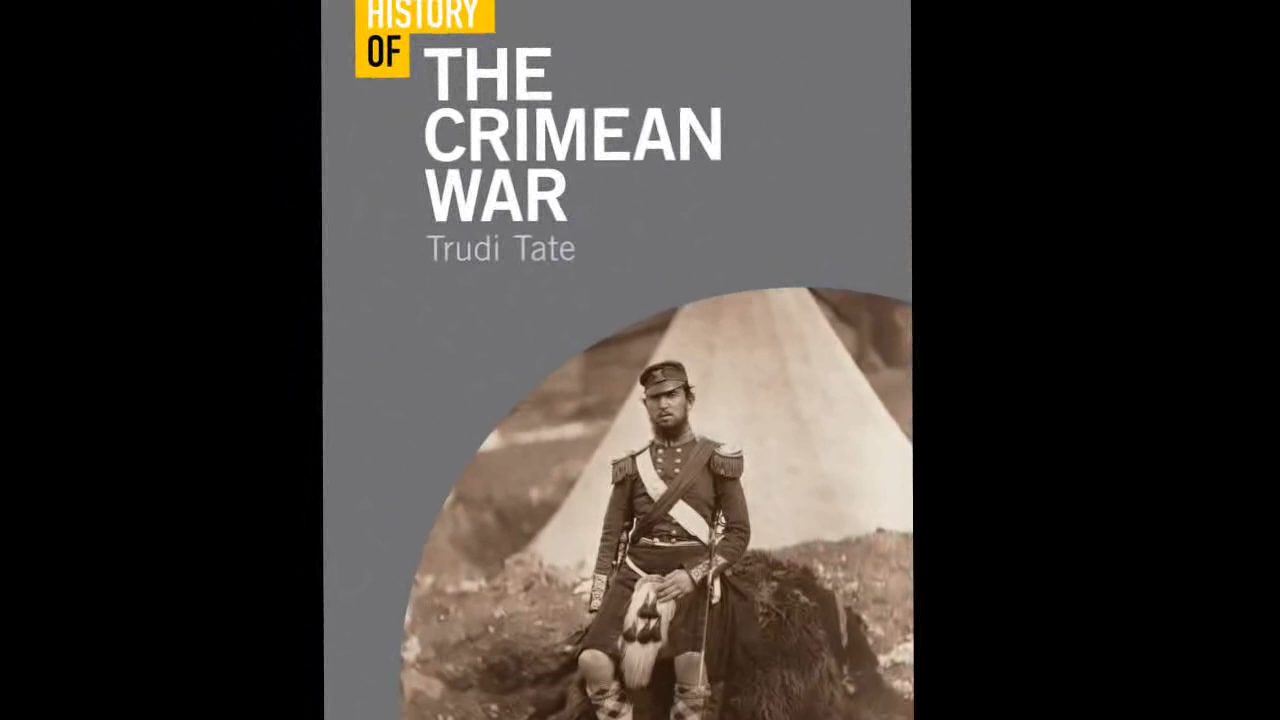 HISTORY
OF
THE
CRIMEAN
WAR
Trudi Tate